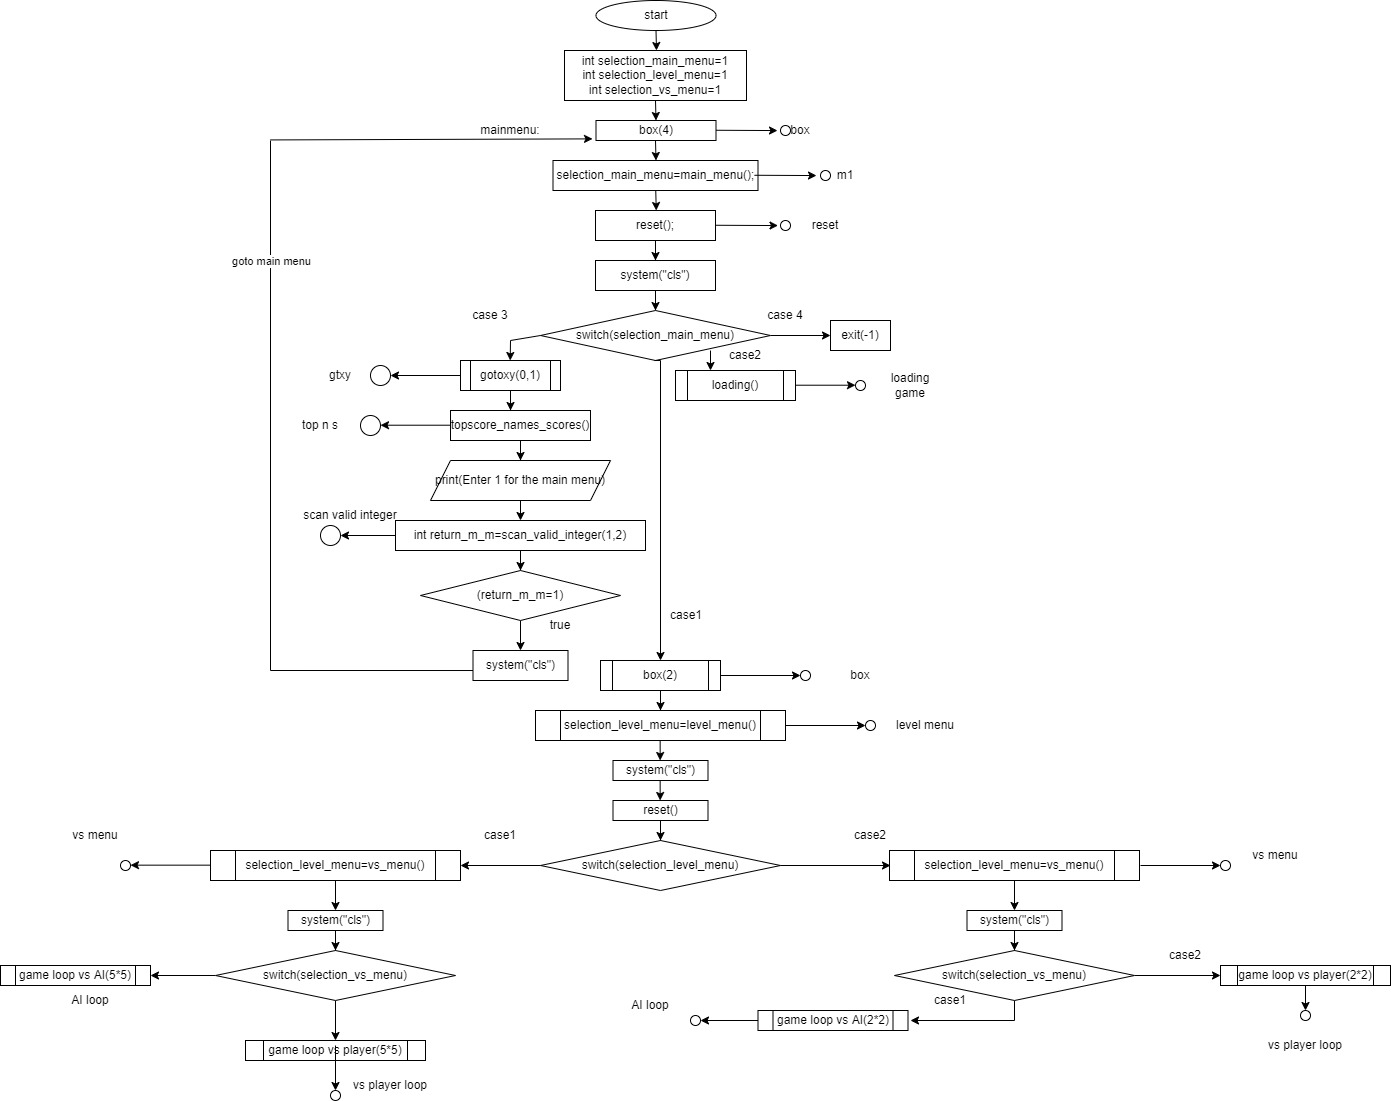 start
int selection_main_menu=1
int selection_level_menu=1
int selection_vs_menu=1
mainmenu:
box(4)
box
selection_main_menu=main_menu();
m1
reset();
reset
goto main menu
system("cls")
case 3
switch(selection_main_menu)
case 4
exit(-1)
case2
gtxy
gotoxy(0,1)
loading()
loading
game
top n s
topscore_names_scores()
print(Enter 1 for the main menu)
scan valid integer
int return_m_m=scan_valid_integer(1,2)
(return_m_m=1)
true
case1
system("cls")
box(2)
box
selection_level_menu=level_menu()
level menu
system("cls")
reset()
vs menu
case1
case2
selection_level_menu=vs_menu()
switch(selection_level_menu)
selection_level_menu=vs_menu()
vs menu
system("cls")
system("cls")
game loop vs AI(5*5)
switch(selection_vs_menu)
switch(selection_vs_menu)
case2
game loop vs player(2*2)
AI loop
AI loop
case1
game loop vs AI(2*2)
game loop vs player(5*5)
vs player loop
vs player loop